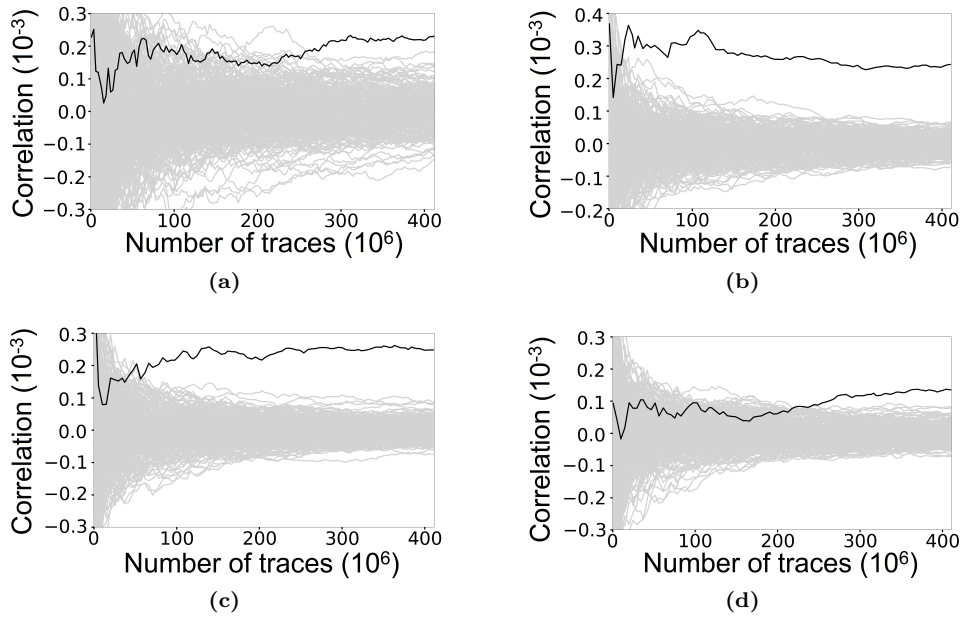 0.3
0.2
0.1
0.0
−0.1
−0.2
−0.3
Correlation (10-3)
0 100 200 300 400
Number of traces (106)
(a)
0.4
0.3
0.2
0.1
0.0
−0.1
−0.2
Correlation (10-3)
0 100 200 300 400
Number of traces (106)
(b)
0.3
0.2
0.1
0.0
−0.1
−0.2
−0.3
Correlation (10-3)
0 100 200 300 400
Number of traces (106)
(c)
0.3
0.2
0.1
0.0
−0.1
−0.2
−0.3
Correlation (10-3)
0 100 200 300 400
Number of traces (106)
(d)